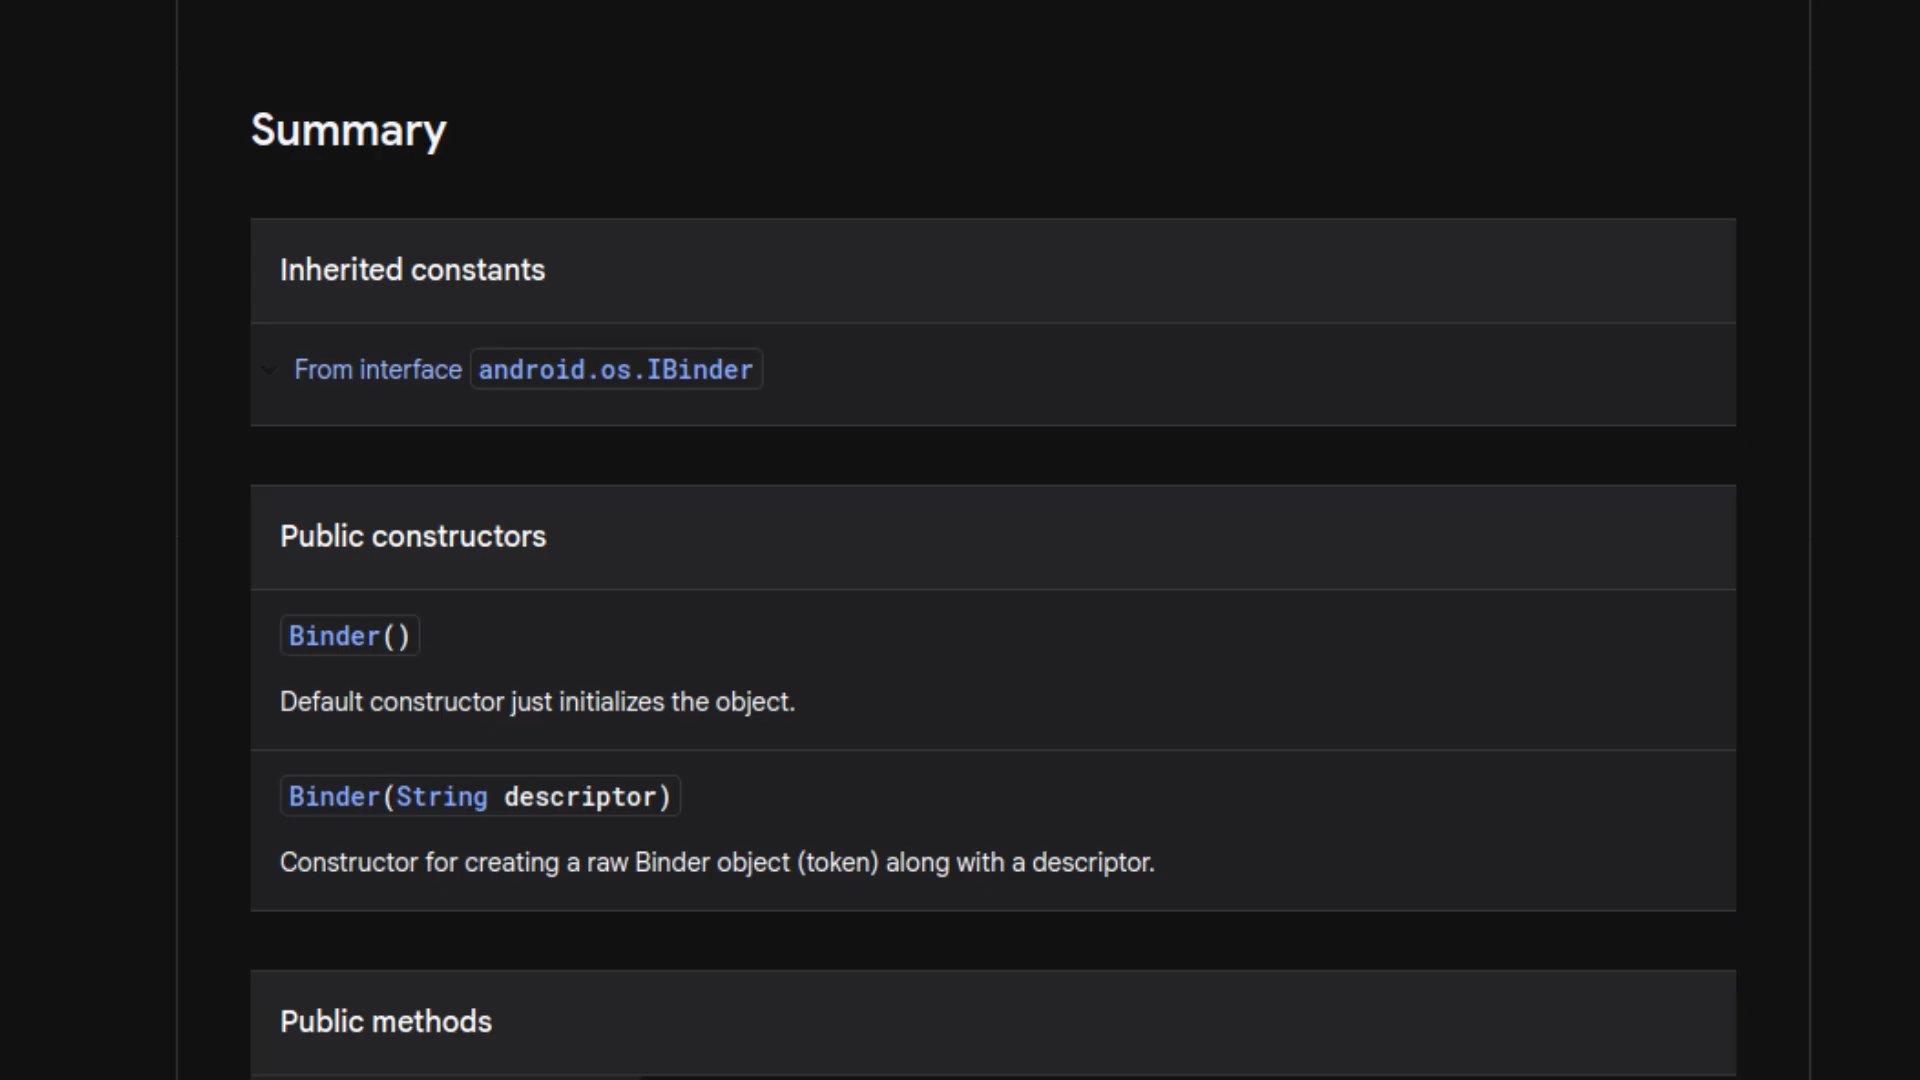 Summary
Inherited constants
From interface android.os.IBinder
Public constructors
Binder()
Default constructor just initializes the object.
Binder(String descriptor)
Constructor for creating a raw Binder object (token) along with a descriptor.
Public methods